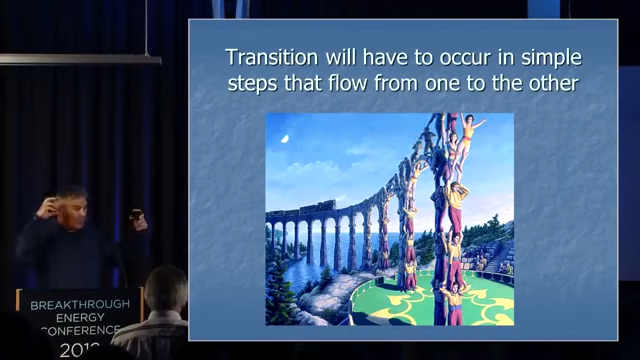 Transition will have to occur in simple
steps that flow from one to the other
BREAKTHROUGH
ENERGY
CONFERENCE